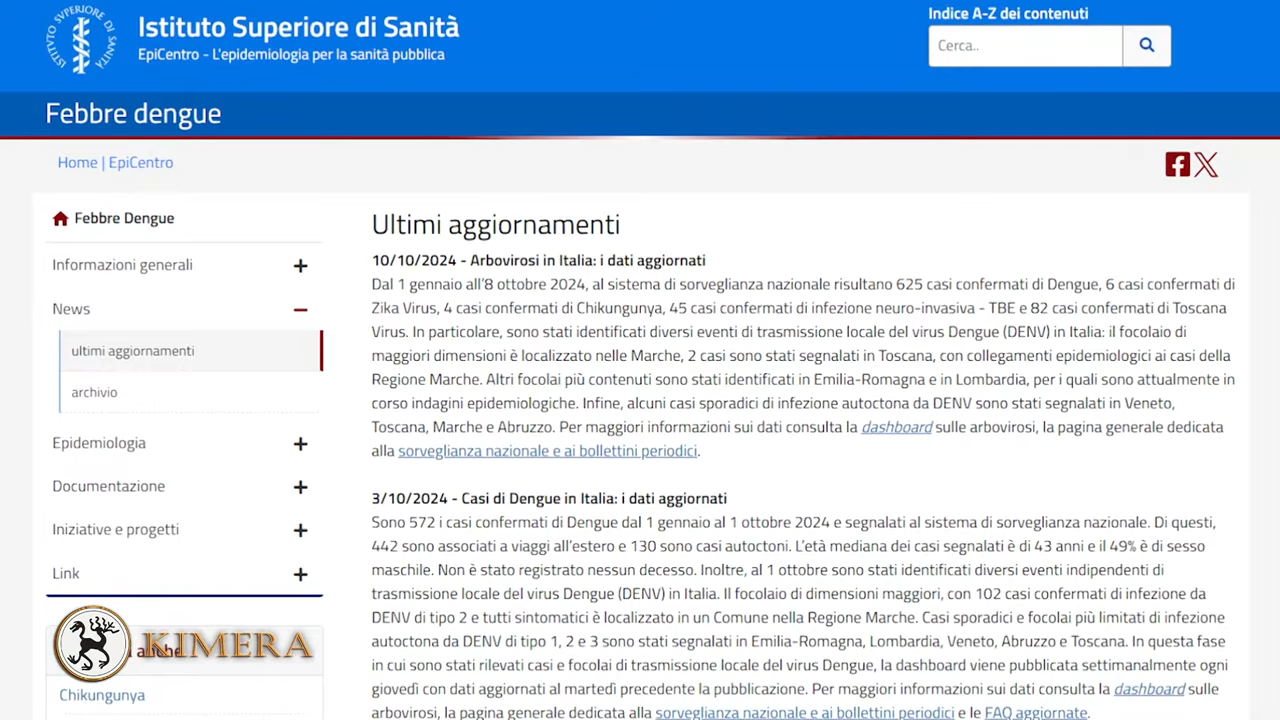 ISTITUTO SUPERIORE DI SANITÀ
Istituto Superiore di Sanità
EpiCentro - L'epidemiologia per la sanità pubblica
Indice A-Z dei contenuti
Cerca..
Febbre dengue
Home | EpiCentro
Febbre Dengue
Informazioni generali
News
ultimi aggiornamenti
archivio
Epidemiologia
Documentazione
Iniziative e progetti
Link
KIMERA
Chikungunya
Ultimi aggiornamenti
10/10/2024 - Arbovirosi in Italia: i dati aggiornati
Dal 1 gennaio all'8 ottobre 2024, al sistema di sorveglianza nazionale risultano 625 casi confermati di Dengue, 6 casi confermati di
Zika Virus, 4 casi confermati di Chikungunya, 45 casi confermati di infezione neuro-invasiva - TBE e 82 casi confermati di Toscana
Virus. In particolare, sono stati identificati diversi eventi di trasmissione locale del virus Dengue (DENV) in Italia: il focolaio di
maggiori dimensioni è localizzato nelle Marche, 2 casi sono stati segnalati in Toscana, con collegamenti epidemiologici ai casi della
Regione Marche. Altri focolai più contenuti sono stati identificati in Emilia-Romagna e in Lombardia, per i quali sono attualmente in
corso indagini epidemiologiche. Infine, alcuni casi sporadici di infezione autoctona da DENV sono stati segnalati in Veneto,
Toscana, Marche e Abruzzo. Per maggiori informazioni sui dati consulta la dashboard sulle arbovirosi, la pagina generale dedicata
alla sorveglianza nazionale e ai bollettini periodici.
3/10/2024 - Casi di Dengue in Italia: i dati aggiornati
Sono 572 i casi confermati di Dengue dal 1 gennaio al 1 ottobre 2024 e segnalati al sistema di sorveglianza nazionale. Di questi,
442 sono associati a viaggi all'estero e 130 sono casi autoctoni. L'età mediana dei casi segnalati è di 43 anni e il 49% è di sesso
maschile. Non è stato registrato nessun decesso. Inoltre, al 1 ottobre sono stati identificati diversi eventi indipendenti di
trasmissione locale del virus Dengue (DENV) in Italia. Il focolaio di dimensioni maggiori, con 102 casi confermati di infezione da
DENV di tipo 2 e tutti sintomatici è localizzato in un Comune nella Regione Marche. Casi sporadici e focolai più limitati di infezione
autoctona da DENV di tipo 1, 2 e 3 sono stati segnalati in Emilia-Romagna, Lombardia, Veneto, Abruzzo e Toscana. In questa fase
in cui sono stati rilevati casi e focolai di trasmissione locale del virus Dengue, la dashboard viene pubblicata settimanalmente ogni
giovedì con dati aggiornati al martedì precedente la pubblicazione. Per maggiori informazioni sui dati consulta la dashboard sulle
arbovirosi, la pagina generale dedicata alla sorveglianza nazionale e ai bollettini periodici e le FAQ aggiornate.